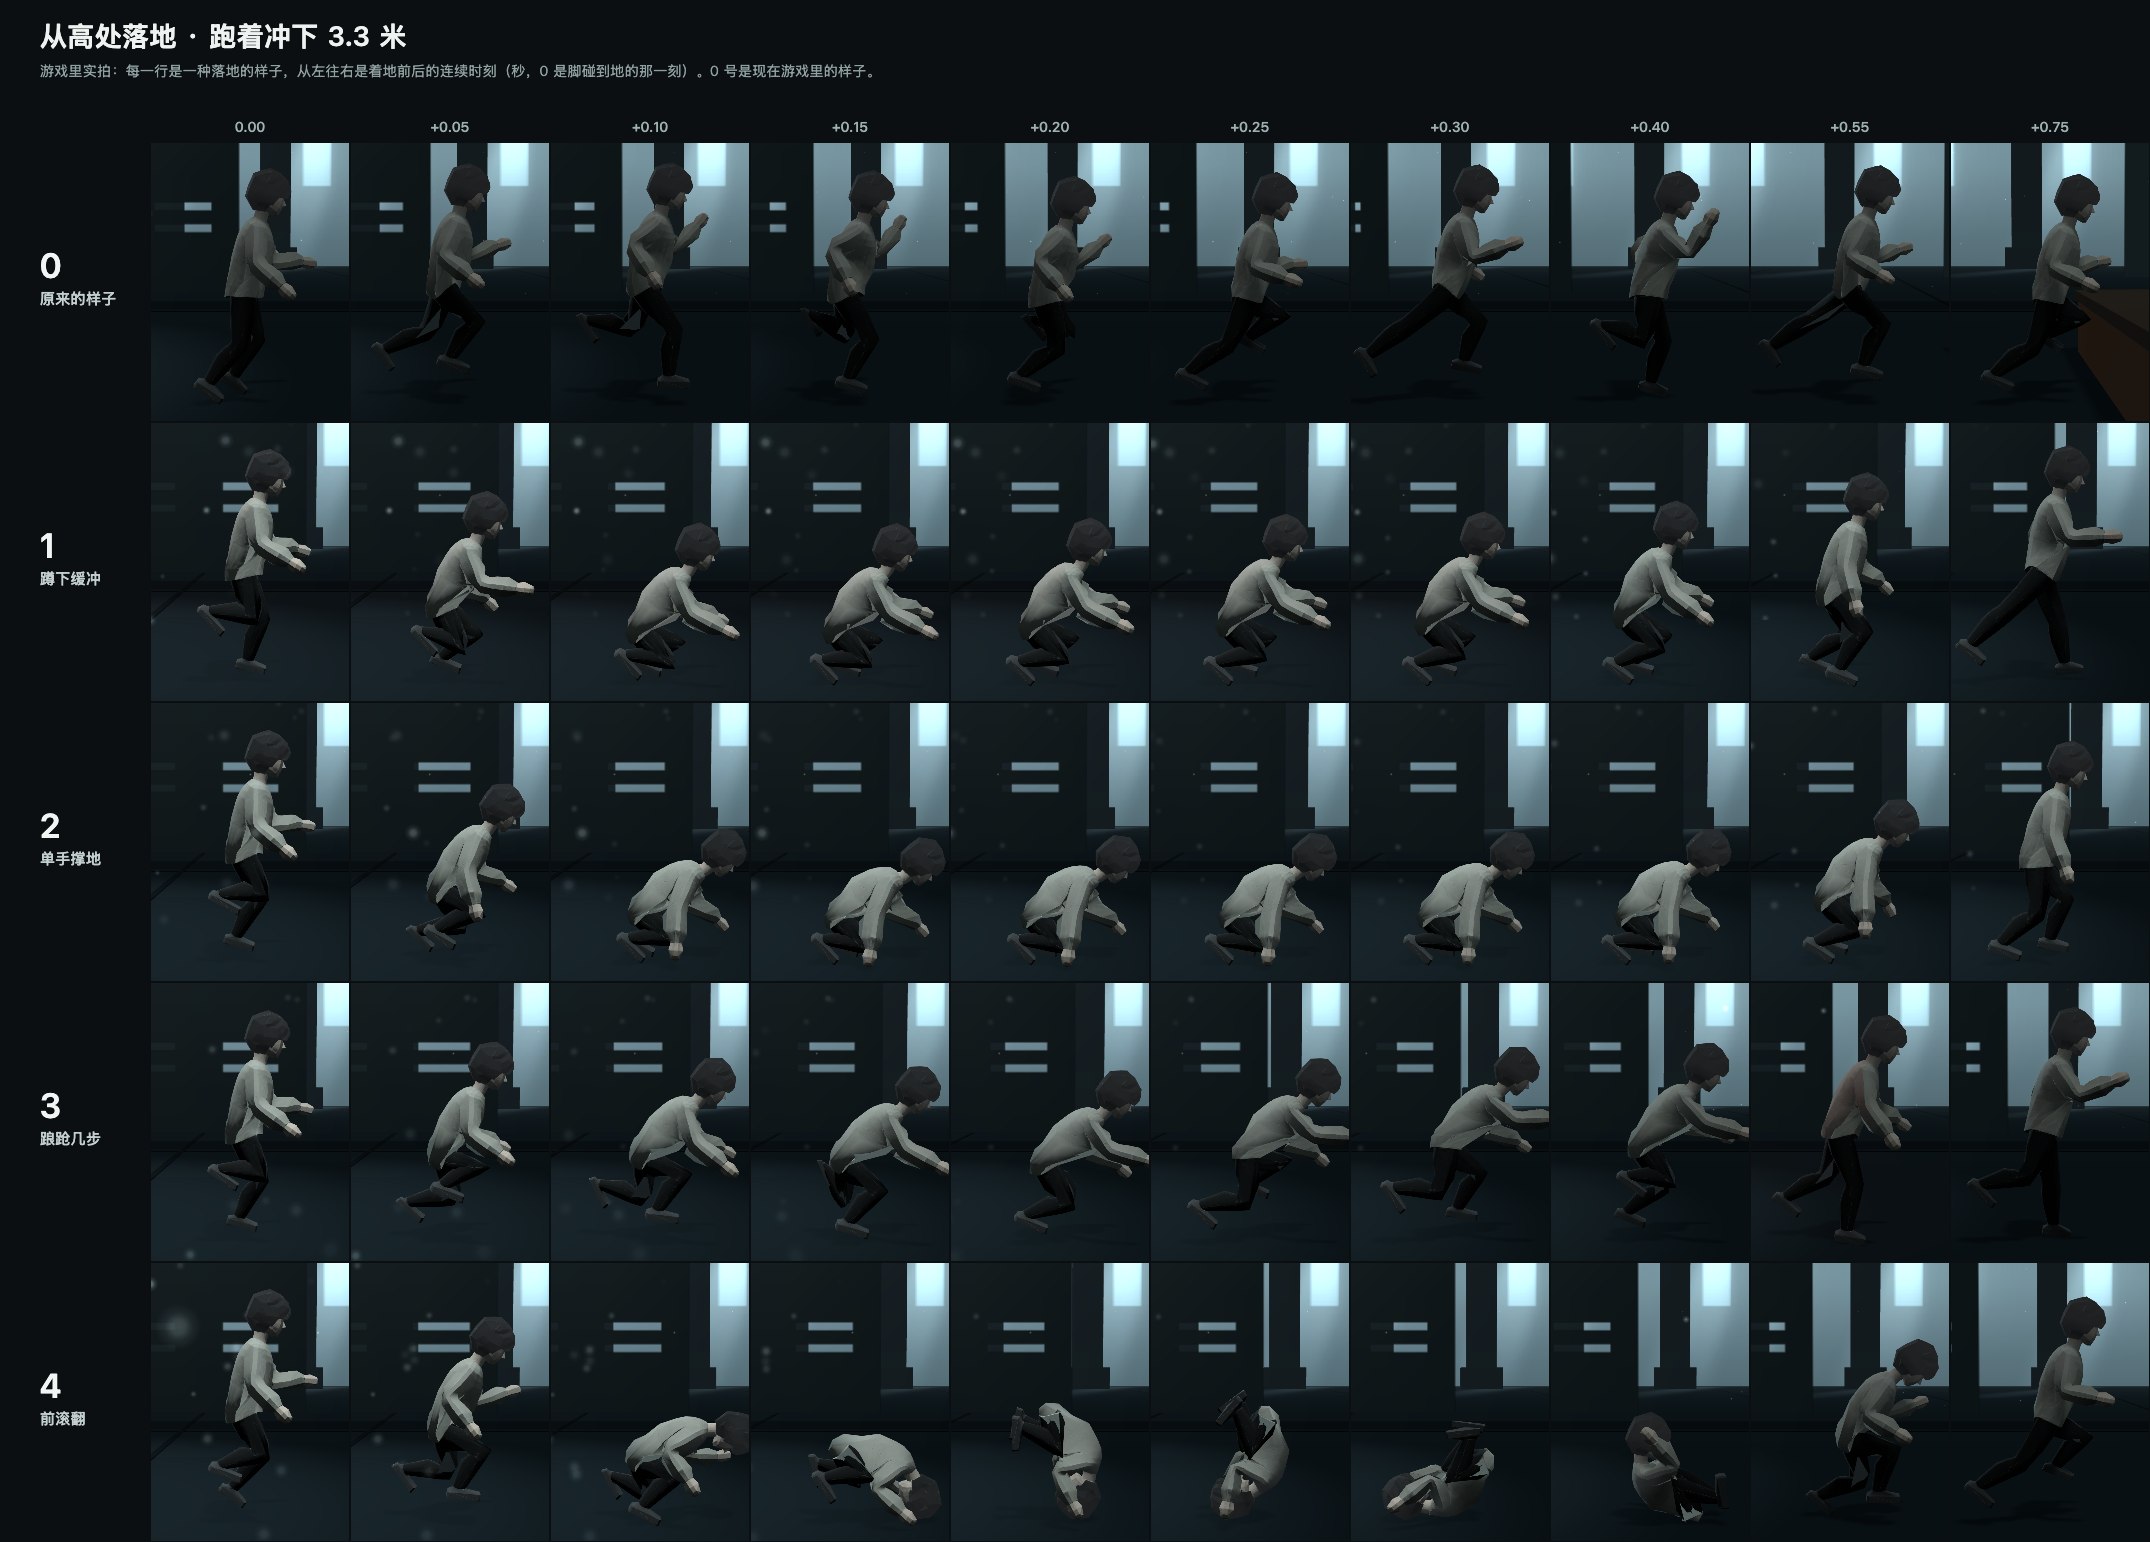 从高处落地 · 跑着冲下 3.3 米
游戏里实拍：每一行是一种落地的样子，从左往右是着地前后的连续时刻（秒，0 是脚碰到地的那一刻）。0 号是现在游戏里的样子。
0.00 +0.05 +0.10 +0.15 +0.20 +0.25 +0.30 +0.40 +0.55 +0.75
0
原来的样子
1
蹲下缓冲
2
单手撑地
3
踉跄几步
4
前滚翻